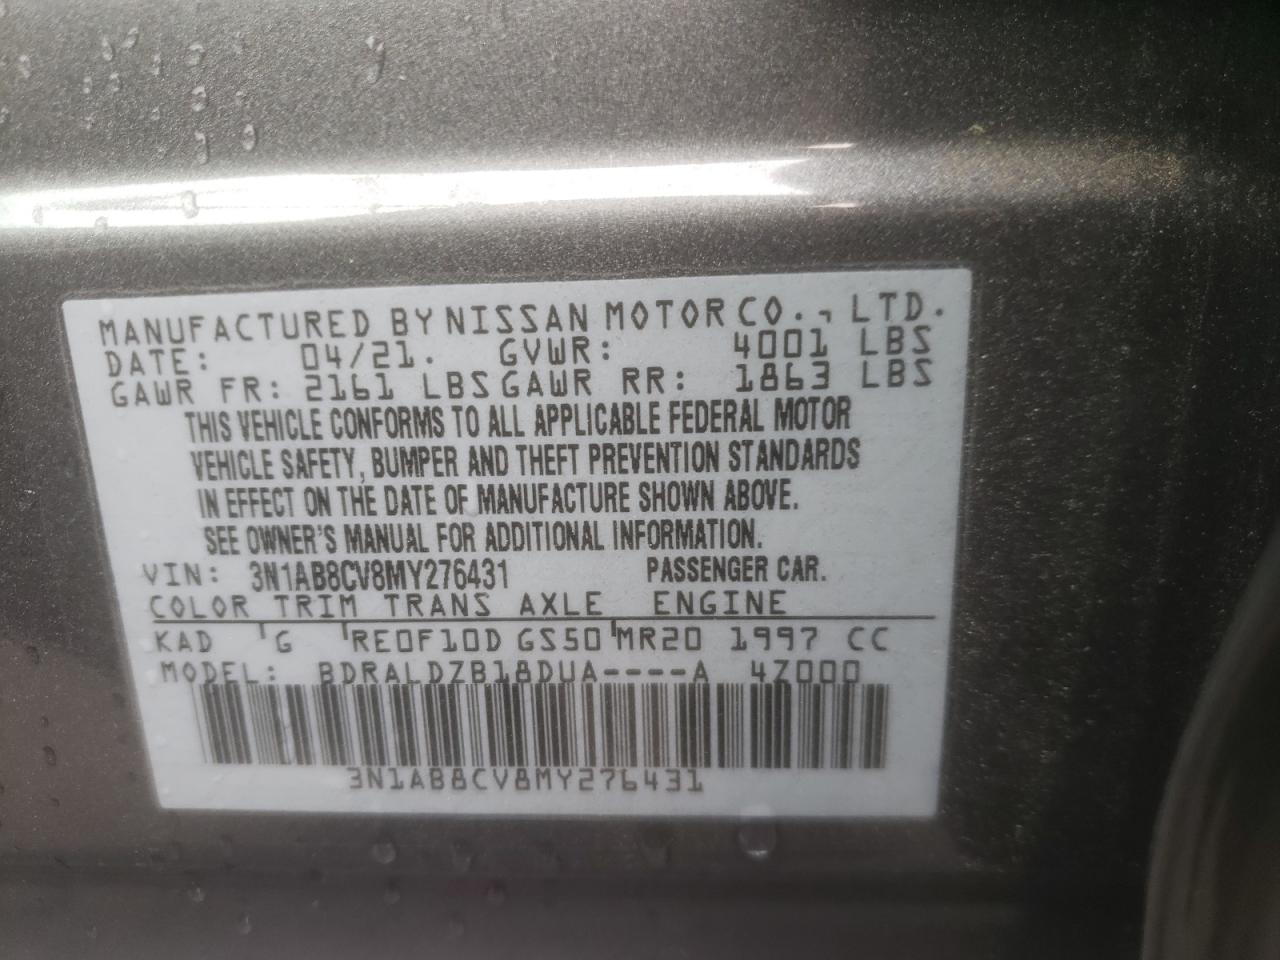 MANUFACTURED BY NISSAN MOTOR CO., LTD.
DATE: 04/21. GVWR: 4001 LBS
GAWR FR: 2161 LBS GAWR RR: 1863 LBS
THIS VEHICLE CONFORMS TO ALL APPLICABLE FEDERAL MOTOR
VEHICLE SAFETY, BUMPER AND THEFT PREVENTION STANDARDS
IN EFFECT ON THE DATE OF MANUFACTURE SHOWN ABOVE.
SEE OWNER'S MANUAL FOR ADDITIONAL INFORMATION.
VIN: 3N1AB8CV8MY276431 PASSENGER CAR.
COLOR TRIM TRANS AXLE ENGINE
KAD G RE0F10D GS50 MR20 1997 CC
MODEL: BDRALDZB18DUA----A 4Z000
3N1AB8CV8MY276431